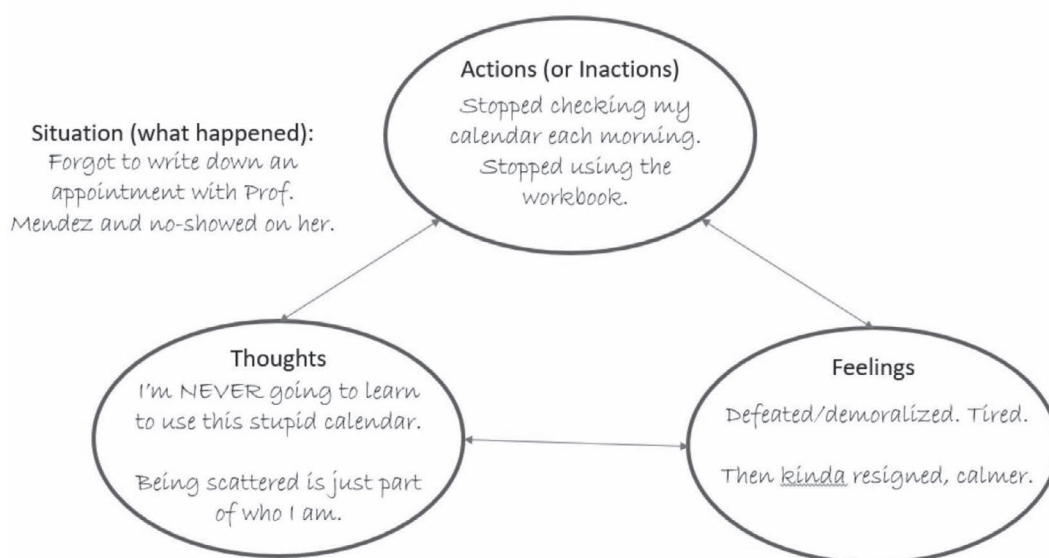 Actions (or Inactions)
Stopped checking my
calendar each morning.
Stopped using the
workbook.
Situation (what happened):
Forgot to write down an
appointment with Prof.
Mendez and no-showed on her.
Thoughts
I'm NEVER going to learn
to use this stupid calendar.
Being scattered is just part
of who I am.
Feelings
Defeated/demoralized. Tired.
Then kinda resigned, calmer.